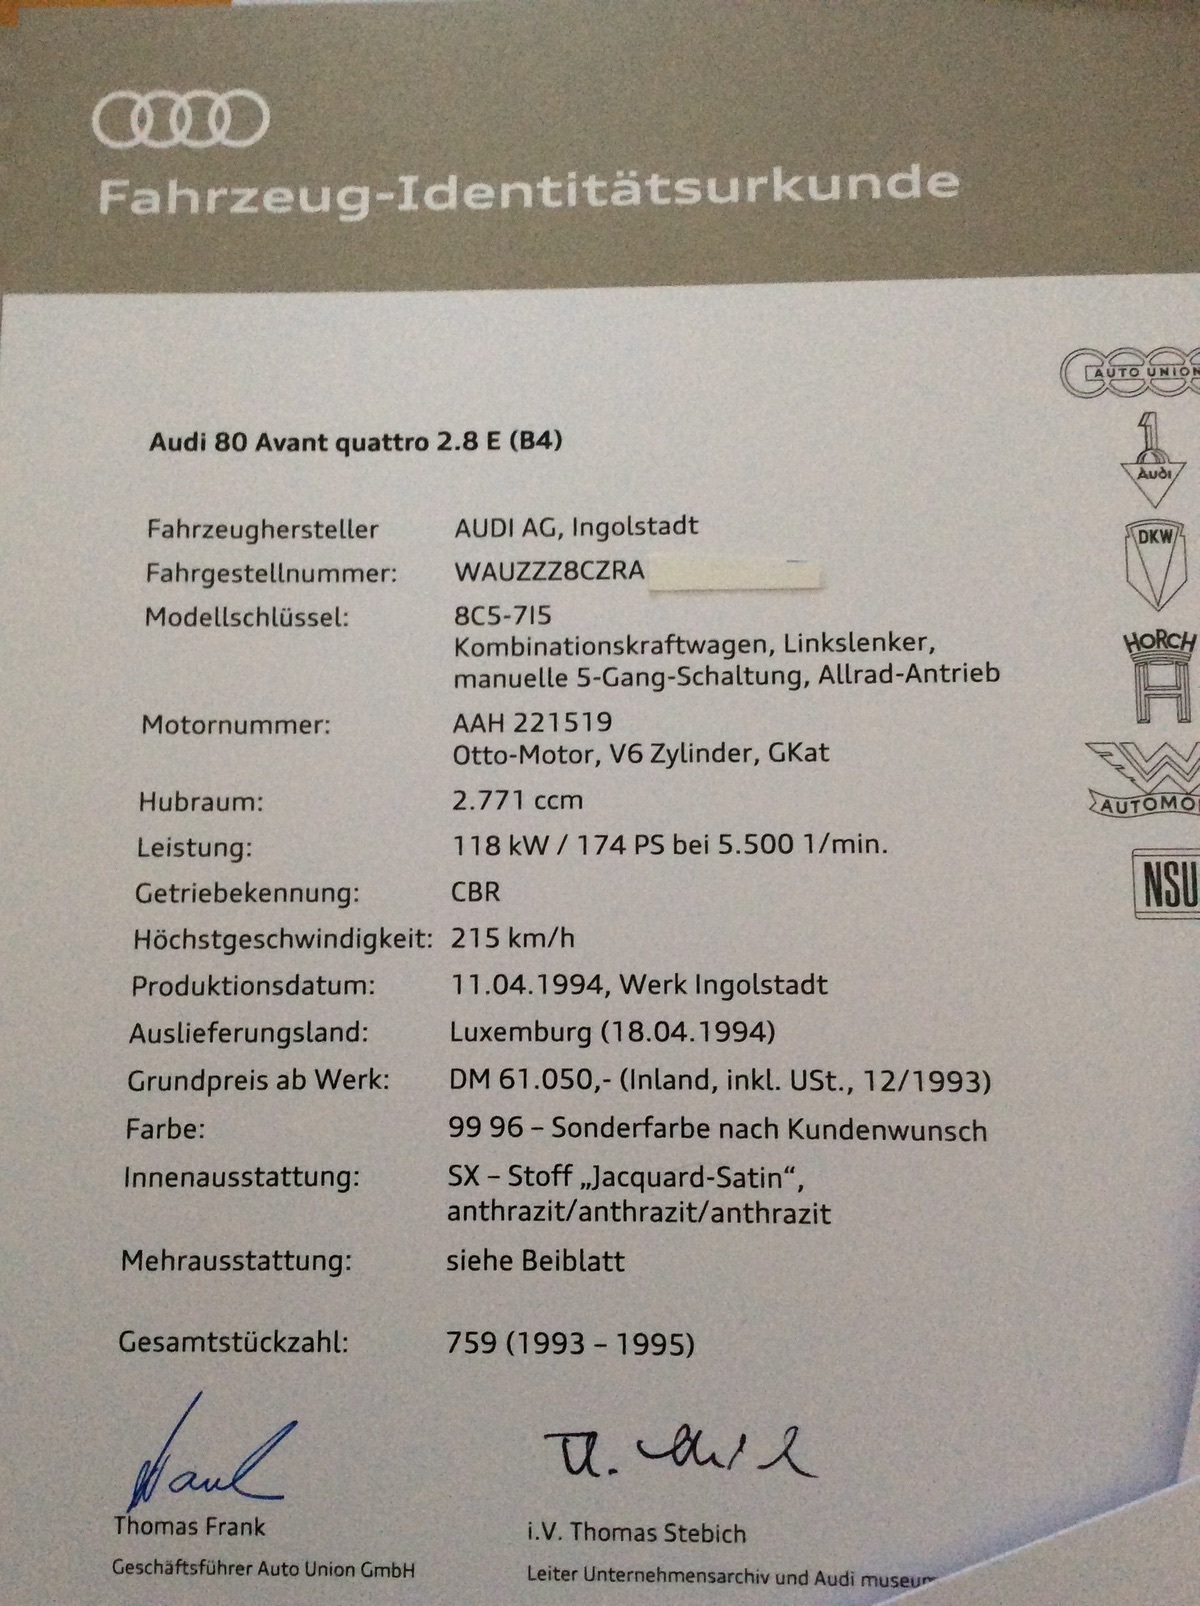 Fahrzeug-Identitätsurkunde
AUTO UNION
Audi 80 Avant quattro 2.8 E (B4)
1
Audi
Fahrzeughersteller AUDI AG, Ingolstadt
DKW
Fahrgestellnummer: WAUZZZ8CZRA
Modellschlüssel: 8C5-7I5
Kombinationskraftwagen, Linkslenker,
HORCH
manuelle 5-Gang-Schaltung, Allrad-Antrieb
H
Motornummer: AAH 221519
Otto-Motor, V6 Zylinder, GKat
W
Hubraum: 2.771 ccm
AUTOMO
Leistung: 118 kW / 174 PS bei 5.500 1/min.
Getriebekennung: CBR
NSU
Höchstgeschwindigkeit: 215 km/h
Produktionsdatum: 11.04.1994, Werk Ingolstadt
Auslieferungsland: Luxemburg (18.04.1994)
Grundpreis ab Werk: DM 61.050,- (Inland, inkl. USt., 12/1993)
Farbe: 99 96 – Sonderfarbe nach Kundenwunsch
Innenausstattung: SX – Stoff „Jacquard-Satin“,
anthrazit/anthrazit/anthrazit
Mehrausstattung: siehe Beiblatt
Gesamtstückzahl: 759 (1993 – 1995)
Thomas Frank
i.V. Thomas Stebich
Geschäftsführer Auto Union GmbH
Leiter Unternehmensarchiv und Audi museum